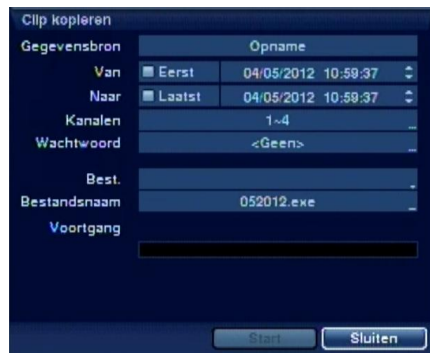 Clip kopieren
Gegevensbron Opname
Van Eerst 04/05/2012 10:59:37
Naar Laatst 04/05/2012 10:59:37
Kanalen 1~4
Wachtwoord <Geen>
Best.
Bestandsnaam 052012.exe
Voortgang
Start Sluiten